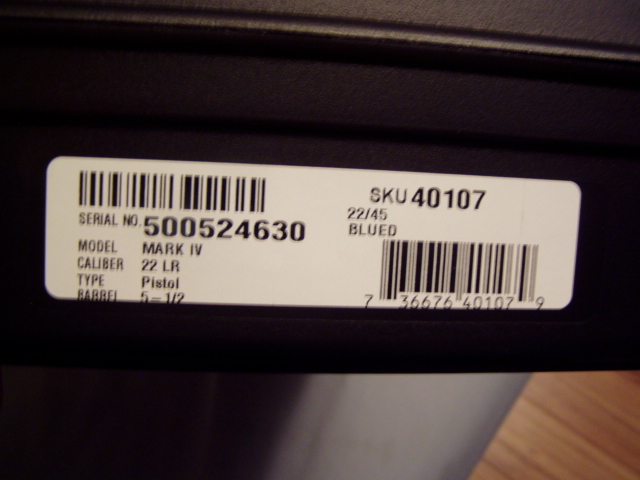 SERIAL NO. 500524630
MODEL MARK IV
CALIBER 22 LR
TYPE Pistol
BARREL 5-1/2
SKU 40107
22/45
BLUED
7 36676 40107 9